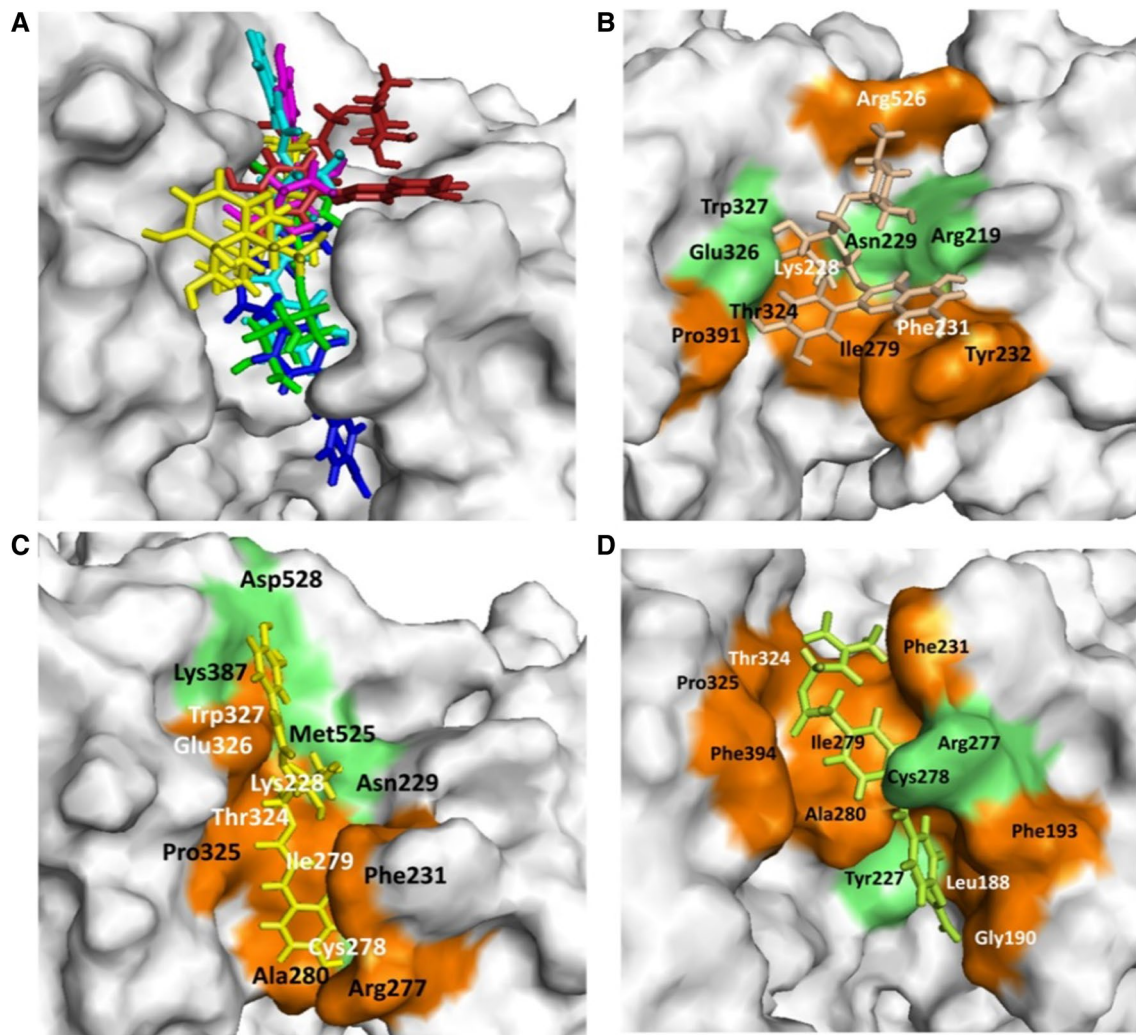 A
B
Arg526
Trp327
Glu326
Asn229
Arg219
Lys228
Thr324
Phe231
Pro391
Ile279
Tyr232
C
D
Asp528
Lys387
Trp327
Met525
Glu326
Lys228
Asn229
Thr324
Pro325
Ile279
Phe231
Cys278
Ala280
Arg277
Phe231
Thr324
Pro325
Ile279
Arg277
Phe394
Cys278
Ala280
Phe193
Tyr227
Leu188
Gly190